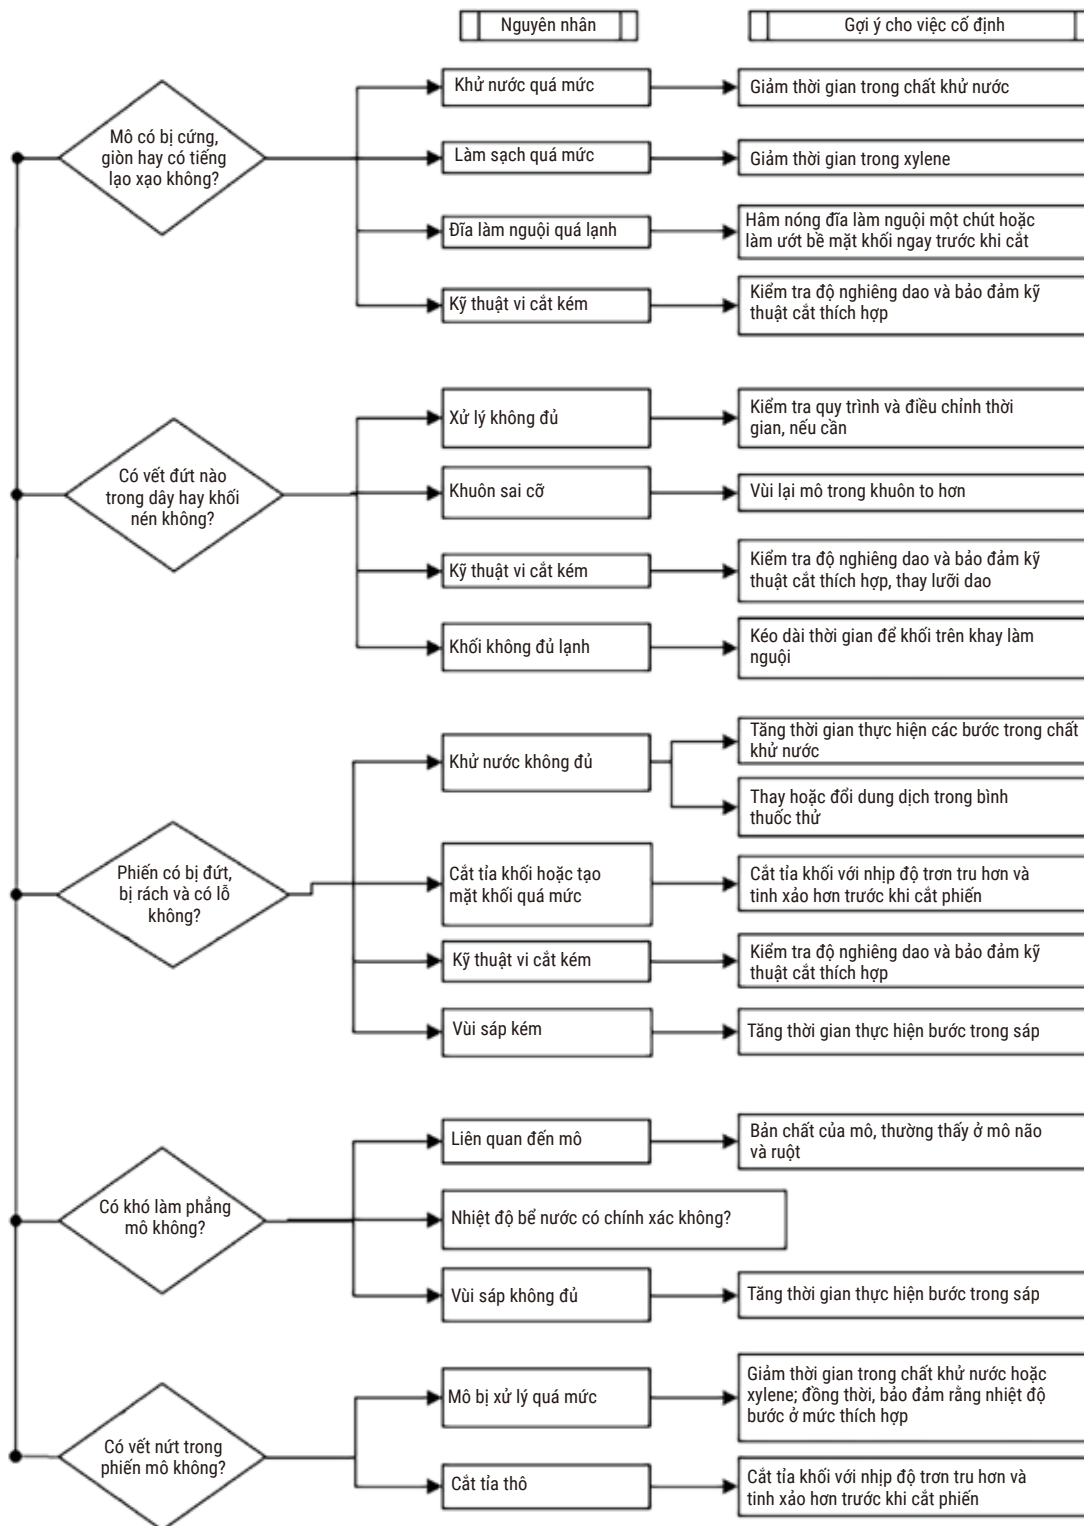 Nguyên nhân
Gợi ý cho việc cố định
Mô có bị cứng,
giòn hay có tiếng
lạo xạo không?
Khử nước quá mức
Giảm thời gian trong chất khử nước
Làm sạch quá mức
Giảm thời gian trong xylene
Đĩa làm nguội quá lạnh
Hâm nóng đĩa làm nguội một chút hoặc
làm ướt bề mặt khối ngay trước khi cắt
Kỹ thuật vi cắt kém
Kiểm tra độ nghiêng dao và bảo đảm kỹ
thuật cắt thích hợp
Có vết đứt nào
trong dây hay khối
nén không?
Xử lý không đủ
Kiểm tra quy trình và điều chỉnh thời
gian, nếu cần
Khuôn sai cỡ
Vùi lại mô trong khuôn to hơn
Kỹ thuật vi cắt kém
Kiểm tra độ nghiêng dao và bảo đảm kỹ
thuật cắt thích hợp, thay lưỡi dao
Khối không đủ lạnh
Kéo dài thời gian để khối trên khay làm
nguội
Phiến có bị đứt,
bị rách và có lỗ
không?
Khử nước không đủ
Tăng thời gian thực hiện các bước trong chất
khử nước
Thay hoặc đổi dung dịch trong bình
thuốc thử
Cắt tỉa khối hoặc tạo
mặt khối quá mức
Cắt tỉa khối với nhịp độ trơn tru hơn và
tinh xảo hơn trước khi cắt phiến
Kỹ thuật vi cắt kém
Kiểm tra độ nghiêng dao và bảo đảm kỹ
thuật cắt thích hợp
Vùi sáp kém
Tăng thời gian thực hiện bước trong sáp
Có khó làm phẳng
mô không?
Liên quan đến mô
Bản chất của mô, thường thấy ở mô não
và ruột
Nhiệt độ bể nước có chính xác không?
Vùi sáp không đủ
Tăng thời gian thực hiện bước trong sáp
Có vết nứt trong
phiến mô không?
Mô bị xử lý quá mức
Giảm thời gian trong chất khử nước hoặc
xylene; đồng thời, bảo đảm rằng nhiệt độ
bước ở mức thích hợp
Cắt tỉa thô
Cắt tỉa khối với nhịp độ trơn tru hơn và
tinh xảo hơn trước khi cắt phiến